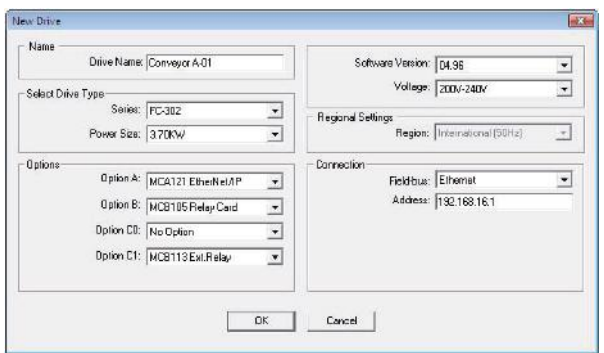 New Drive
Name
Drive Name: Conveyor A-01
Select Drive Type
Series: FC-302
Power Size: 3.70KW
Options
Option A: MCA121 EtherNet/IP
Option B: MCB105 Relay Card
Option C0: No Option
Option C1: MCB113 Ext.Relay
Software Version: 04.96
Voltage: 200V-240V
Regional Settings
Region: International (50Hz)
Connection
Field-bus: Ethernet
Address: 192.168.16.1
OK
Cancel